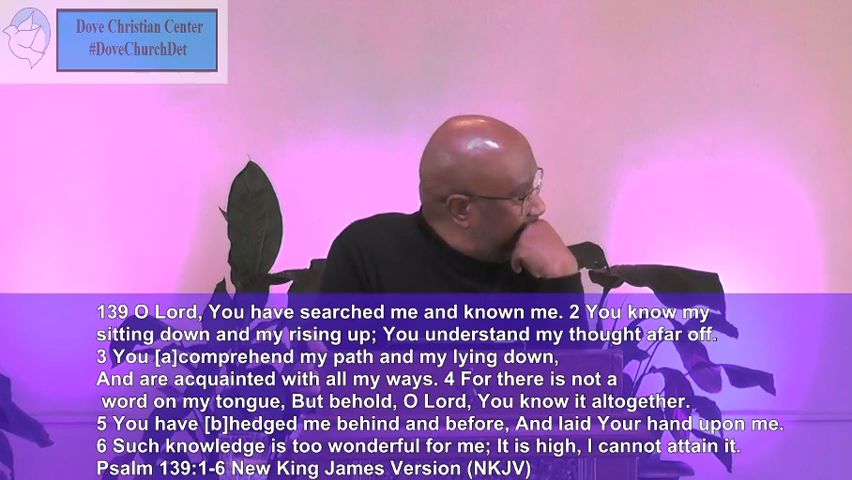 Dove Christian Center
#DoveChurchDet
139 O Lord, You have searched me and known me. 2 You know my
sitting down and my rising up; You understand my thought afar off.
3 You [a]comprehend my path and my lying down,
And are acquainted with all my ways. 4 For there is not a
word on my tongue, But behold, O Lord, You know it altogether.
5 You have [b]hedged me behind and before, And laid Your hand upon me.
6 Such knowledge is too wonderful for me; It is high, I cannot attain it.
Psalm 139:1-6 New King James Version (NKJV)